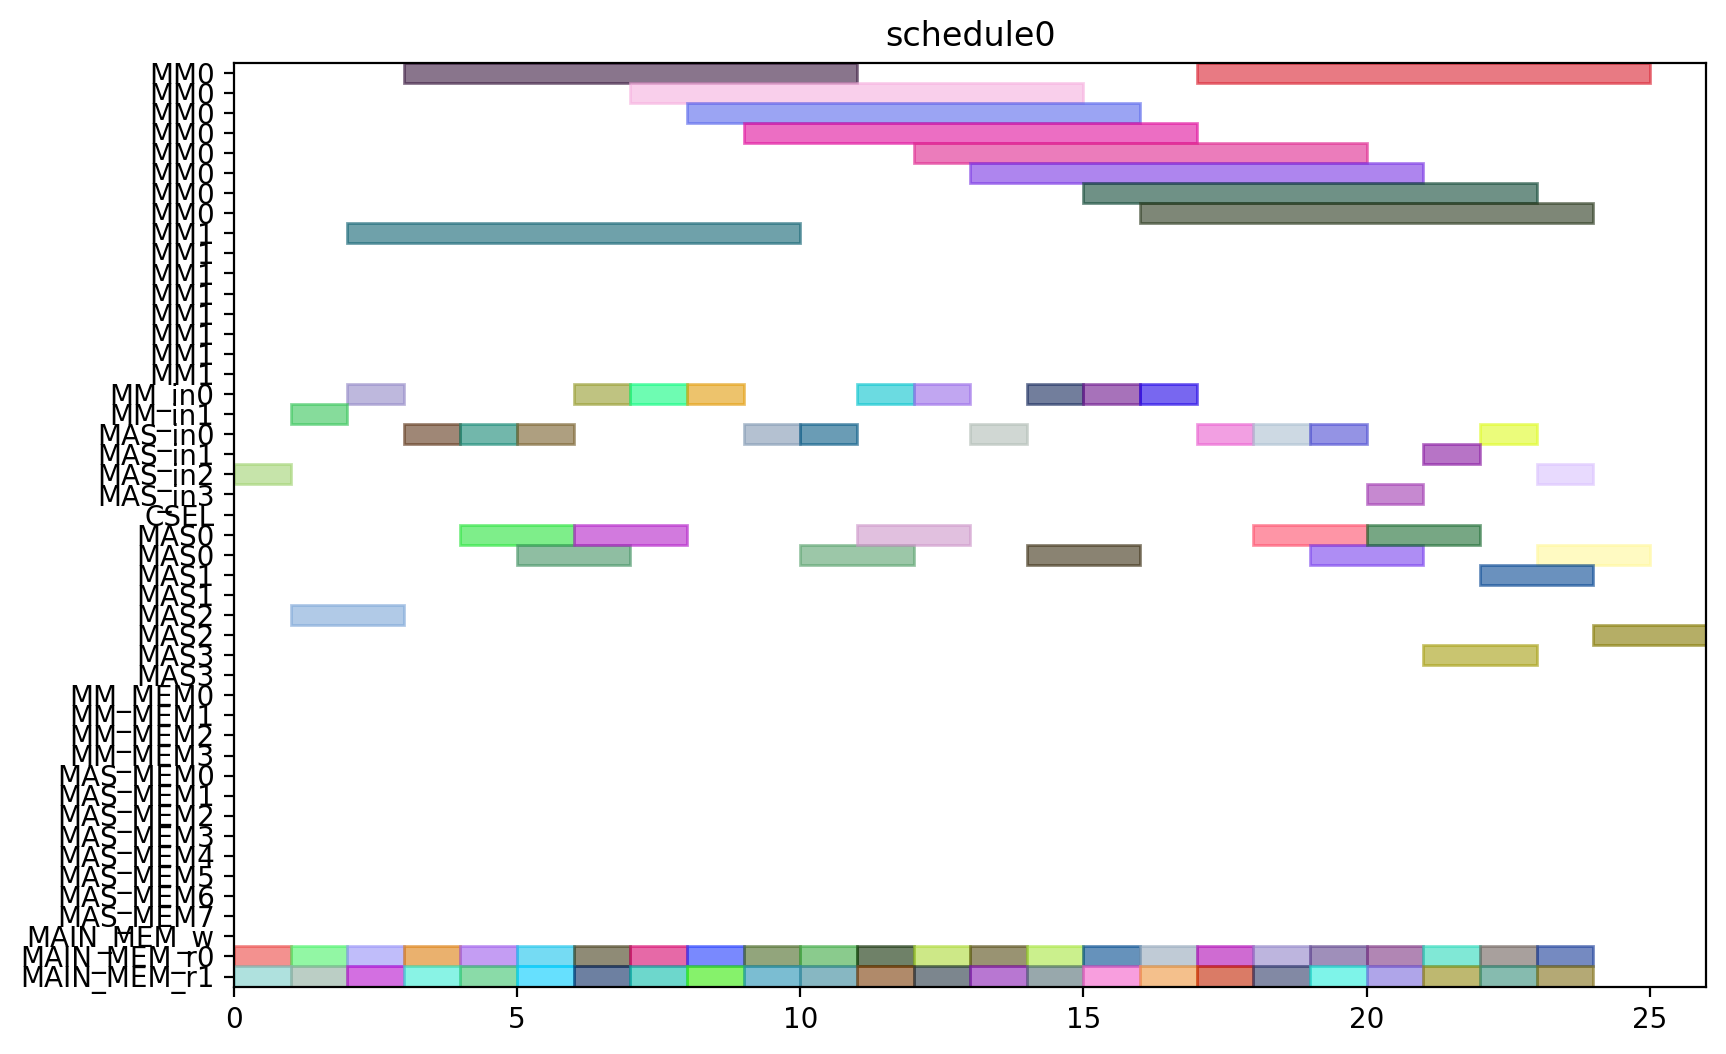 schedule0
MM0
MM0
MM0
MM0
MM0
MM0
MM0
MM0
MM1
MM1
MM1
MM1
MM1
MM1
MM1
MM1
MM_in0
MM_in1
MAS_in0
MAS_in1
MAS_in2
MAS_in3
CSEL
MAS0
MAS0
MAS1
MAS1
MAS2
MAS2
MAS3
MAS3
MM_MEM0
MM_MEM1
MM_MEM2
MM_MEM3
MAS_MEM0
MAS_MEM1
MAS_MEM2
MAS_MEM3
MAS_MEM4
MAS_MEM5
MAS_MEM6
MAS_MEM7
MAIN_MEM_w
MAIN_MEM_r0
MAIN_MEM_r1
0 5 10 15 20 25